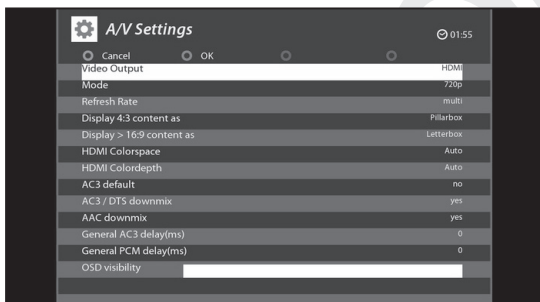 A/V Settings
01:55
Cancel OK
Video Output HDMI
Mode 720p
Refresh Rate multi
Display 4:3 content as Pillarbox
Display > 16:9 content as Letterbox
HDMI Colorspace Auto
HDMI Colordepth Auto
AC3 default no
AC3 / DTS downmix yes
AAC downmix yes
General AC3 delay(ms) 0
General PCM delay(ms) 0
OSD visibility